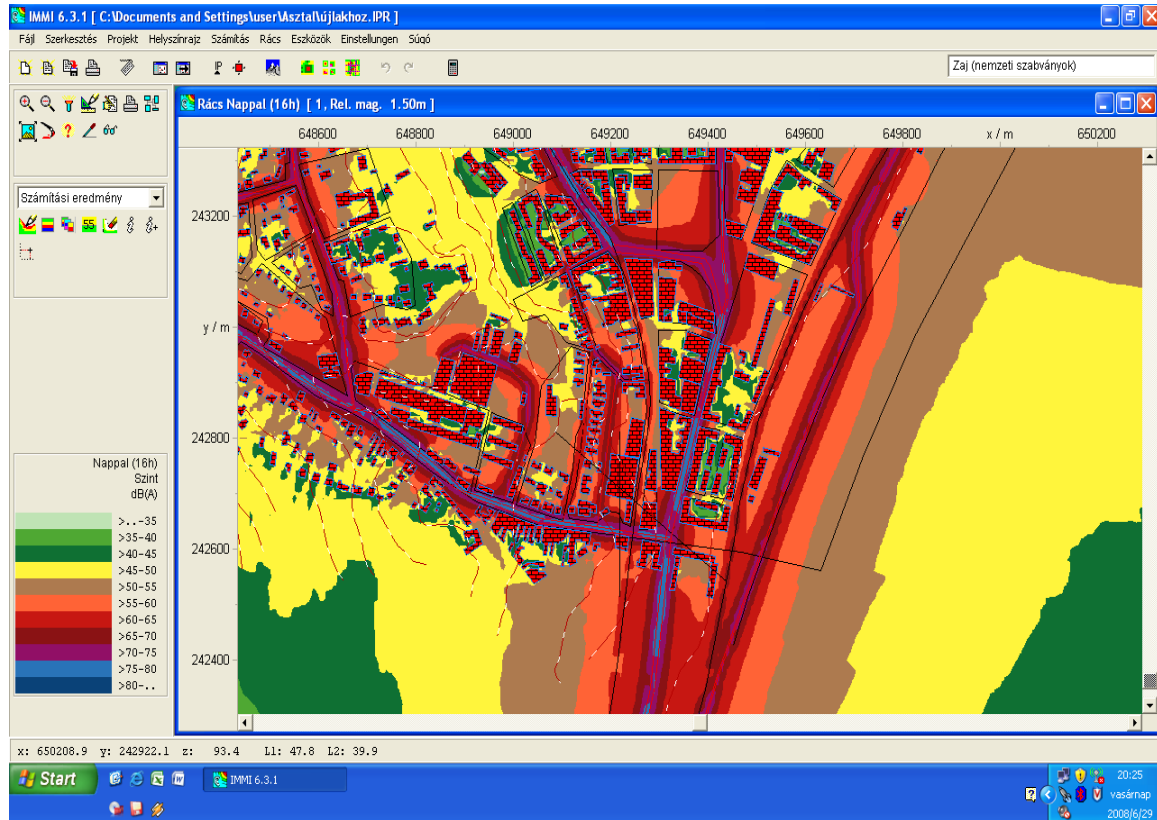 IMMI 6.3.1 [ C:\Documents and Settings\user\Asztal\újlakhoz.IPR ]
Fájl Szerkesztés Projekt Helyszínrajz Számítás Rács Eszközök Einstellungen Súgó
Zaj (nemzeti szabványok)
Rács Nappal (16h) [ 1 , Rel. mag. 1.50m ]
648600 648800 649000 649200 649400 649600 649800 x / m 650200
Számítási eredmény
55
243200
y / m
242800
242600
242400
Nappal (16h)
Szint
dB(A)
>..-35
>35-40
>40-45
>45-50
>50-55
>55-60
>60-65
>65-70
>70-75
>75-80
>80-..
x: 650208.9 y: 242922.1 z: 93.4 L1: 47.8 L2: 39.9
Start
IMMI 6.3.1
20:25
vasárnap
2008/6/29